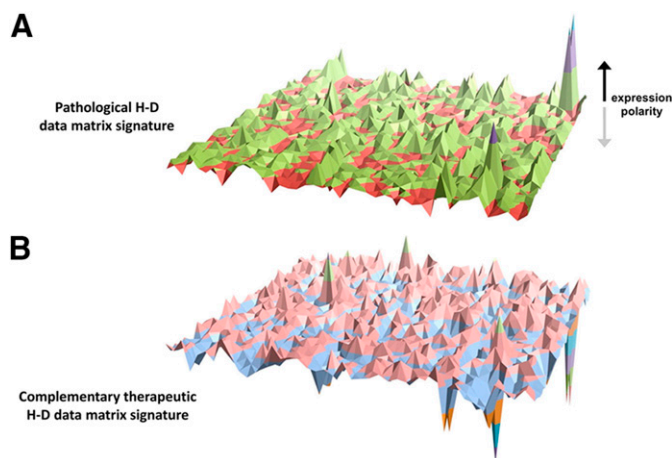 A
Pathological H-D
data matrix signature
expression
polarity
B
Complementary therapeutic
H-D data matrix signature